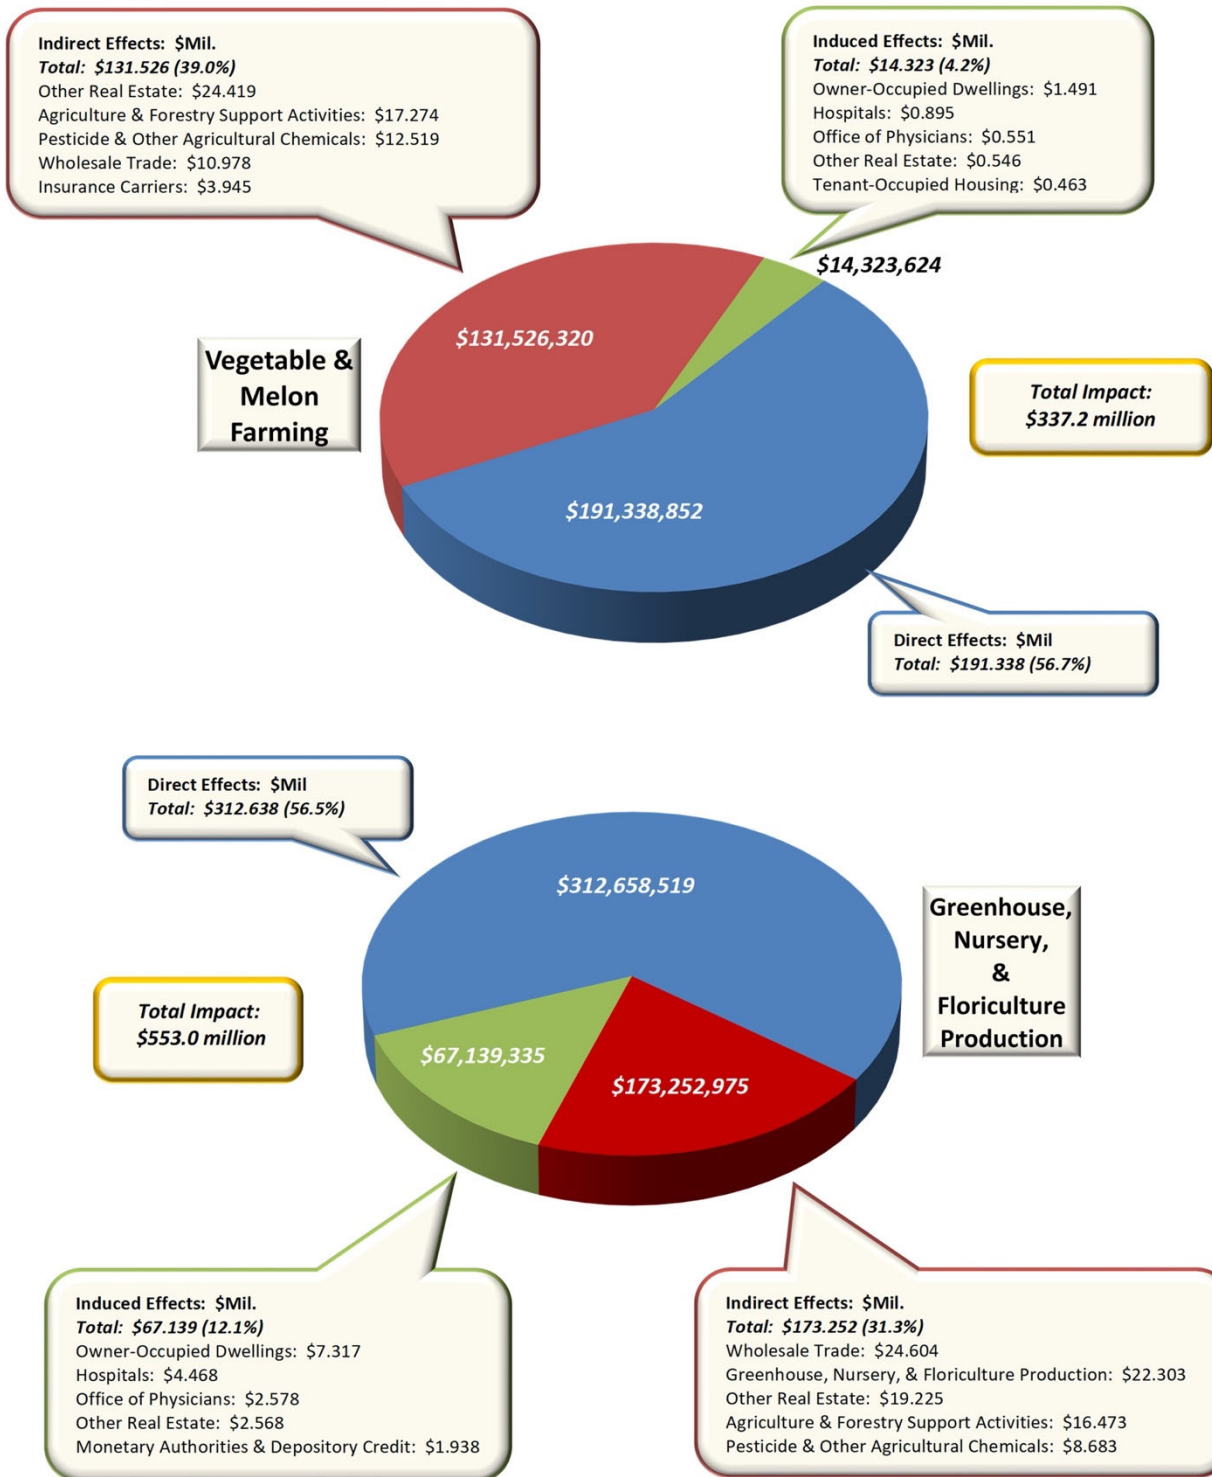 Indirect Effects: $Mil.
Total: $131.526 (39.0%)
Other Real Estate: $24.419
Agriculture & Forestry Support Activities: $17.274
Pesticide & Other Agricultural Chemicals: $12.519
Wholesale Trade: $10.978
Insurance Carriers: $3.945
Induced Effects: $Mil.
Total: $14.323 (4.2%)
Owner-Occupied Dwellings: $1.491
Hospitals: $0.895
Office of Physicians: $0.551
Other Real Estate: $0.546
Tenant-Occupied Housing: $0.463
$14,323,624
$131,526,320
Vegetable &
Melon
Farming
Total Impact:
$337.2 million
$191,338,852
Direct Effects: $Mil
Total: $191.338 (56.7%)
Direct Effects: $Mil
Total: $312.638 (56.5%)
$312,658,519
Greenhouse,
Nursery,
&
Floriculture
Production
Total Impact:
$553.0 million
$67,139,335
$173,252,975
Induced Effects: $Mil.
Total: $67.139 (12.1%)
Owner-Occupied Dwellings: $7.317
Hospitals: $4.468
Office of Physicians: $2.578
Other Real Estate: $2.568
Monetary Authorities & Depository Credit: $1.938
Indirect Effects: $Mil.
Total: $173.252 (31.3%)
Wholesale Trade: $24.604
Greenhouse, Nursery, & Floriculture Production: $22.303
Other Real Estate: $19.225
Agriculture & Forestry Support Activities: $16.473
Pesticide & Other Agricultural Chemicals: $8.683